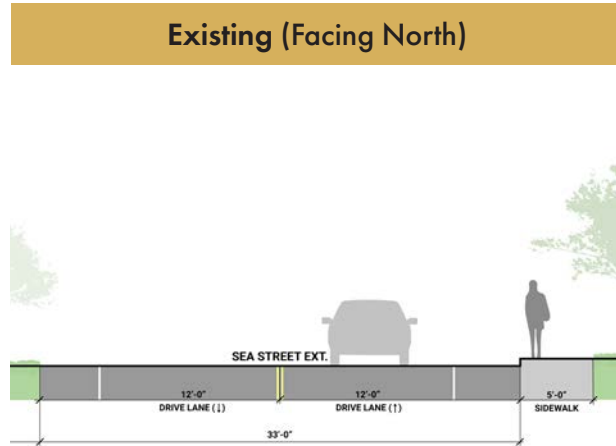 Existing (Facing North)
SEA STREET EXT.
12'-0" 12'-0" 5'-0"
DRIVE LANE (↓) DRIVE LANE (↑) SIDEWALK
33'-0"